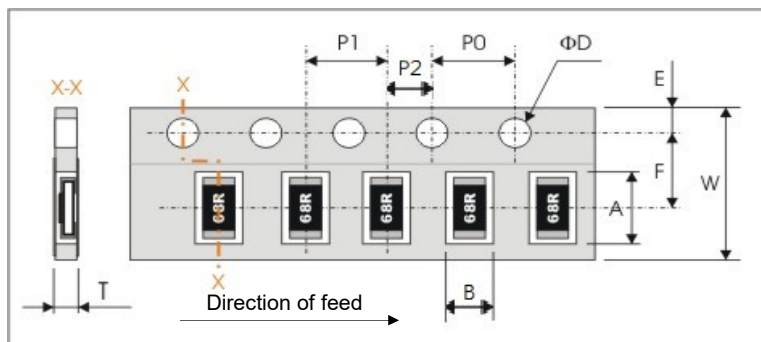 P1
P0
ΦD
P2
E
X-X
X
F
W
68R
68R
68R
68R
68R
A
X
T
Direction of feed
B